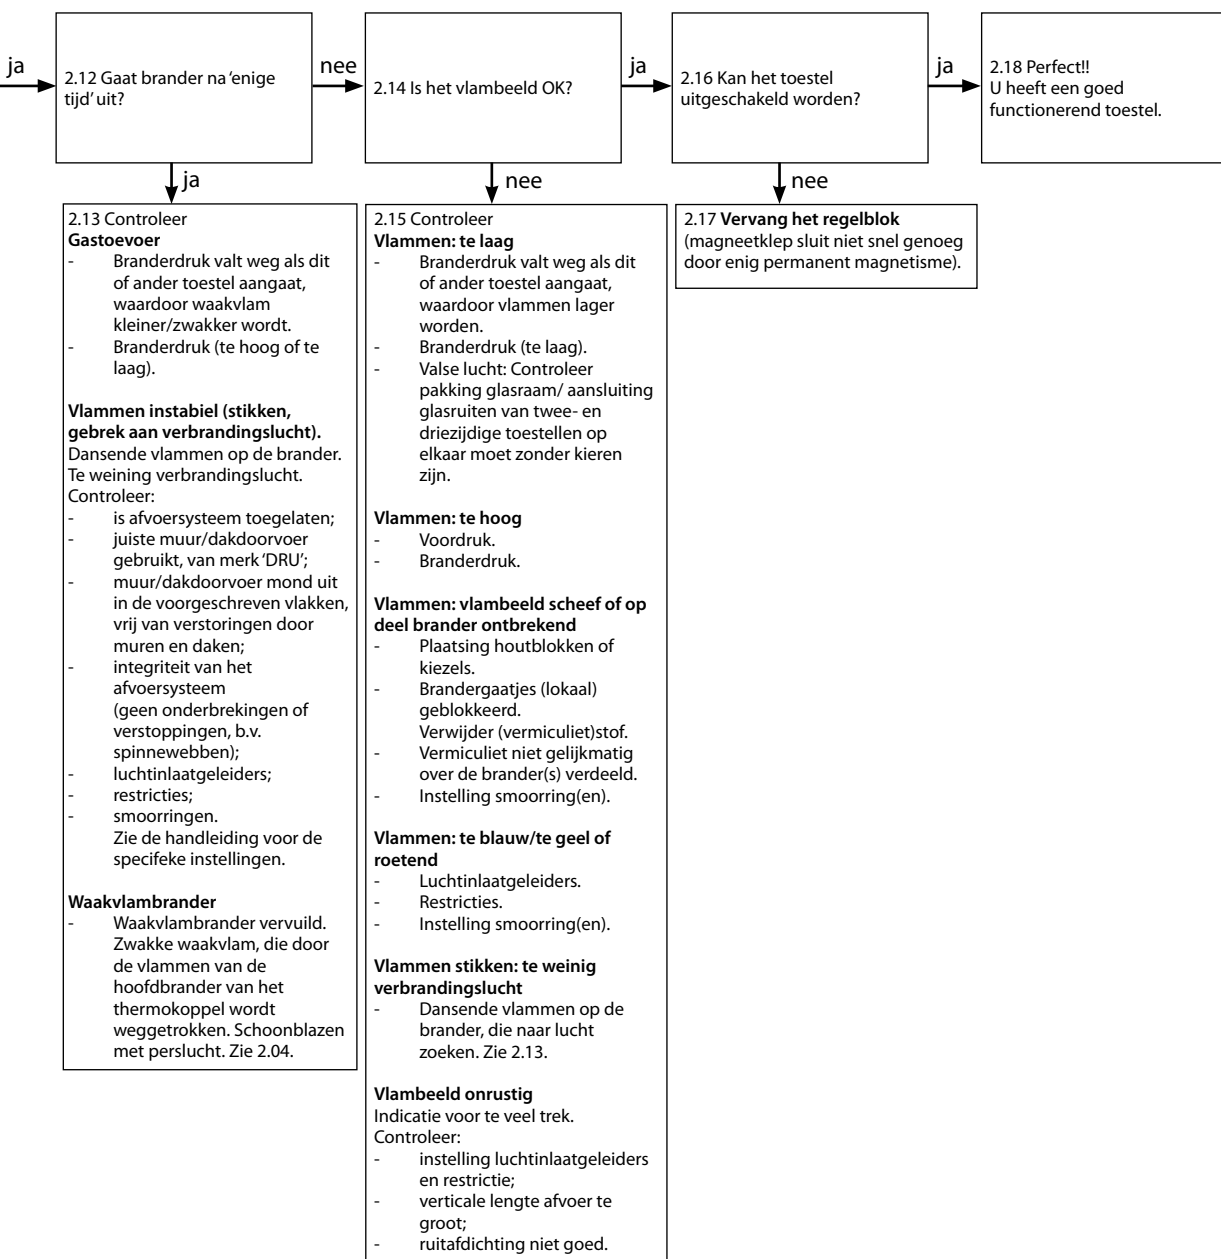 ja
2.12 Gaat brander na ‘enige
tijd’ uit?
nee
2.14 Is het vlambeeld OK?
ja
2.16 Kan het toestel
uitgeschakeld worden?
ja
2.18 Perfect!!
U heeft een goed
functionerend toestel.
ja
nee
nee
2.13 Controleer
Gastoevoer
- Branderdruk valt weg als dit
of ander toestel aangaat,
waardoor waakvlam
kleiner/zwakker wordt.
- Branderdruk (te hoog of te
laag).
Vlammen instabiel (stikken,
gebrek aan verbrandingslucht).
Dansende vlammen op de brander.
Te weining verbrandingslucht.
Controleer:
- is afvoersysteem toegelaten;
- juiste muur/dakdoorvoer
gebruikt, van merk ‘DRU’;
- muur/dakdoorvoer mond uit
in de voorgeschreven vlakken,
vrij van verstoringen door
muren en daken;
- integriteit van het
afvoersysteem
(geen onderbrekingen of
verstoppingen, b.v.
spinnewebben);
- luchtinlaatgeleiders;
- restricties;
- smoorringen.
Zie de handleiding voor de
specifeke instellingen.
Waakvlambrander
- Waakvlambrander vervuild.
Zwakke waakvlam, die door
de vlammen van de
hoofdbrander van het
thermokoppel wordt
weggetrokken. Schoonblazen
met perslucht. Zie 2.04.
2.15 Controleer
Vlammen: te laag
- Branderdruk valt weg als dit
of ander toestel aangaat,
waardoor vlammen lager
worden.
- Branderdruk (te laag).
- Valse lucht: Controleer
pakking glasraam/ aansluiting
glasruiten van twee- en
driezijdige toestellen op
elkaar moet zonder kieren
zijn.
Vlammen: te hoog
- Voordruk.
- Branderdruk.
Vlammen: vlambeeld scheef of op
deel brander ontbrekend
- Plaatsing houtblokken of
kiezels.
- Brandergaatjes (lokaal)
geblokkeerd.
Verwijder (vermiculiet)stof.
- Vermiculiet niet gelijkmatig
over de brander(s) verdeeld.
- Instelling smoorring(en).
Vlammen: te blauw/te geel of
roetend
- Luchtinlaatgeleiders.
- Restricties.
- Instelling smoorring(en).
Vlammen stikken: te weinig
verbrandingslucht
- Dansende vlammen op de
brander, die naar lucht
zoeken. Zie 2.13.
Vlambeeld onrustig
Indicatie voor te veel trek.
Controleer:
- instelling luchtinlaatgeleiders
en restrictie;
- verticale lengte afvoer te
groot;
- ruitafdichting niet goed.
2.17 Vervang het regelblok
(magneetklep sluit niet snel genoeg
door enig permanent magnetisme).